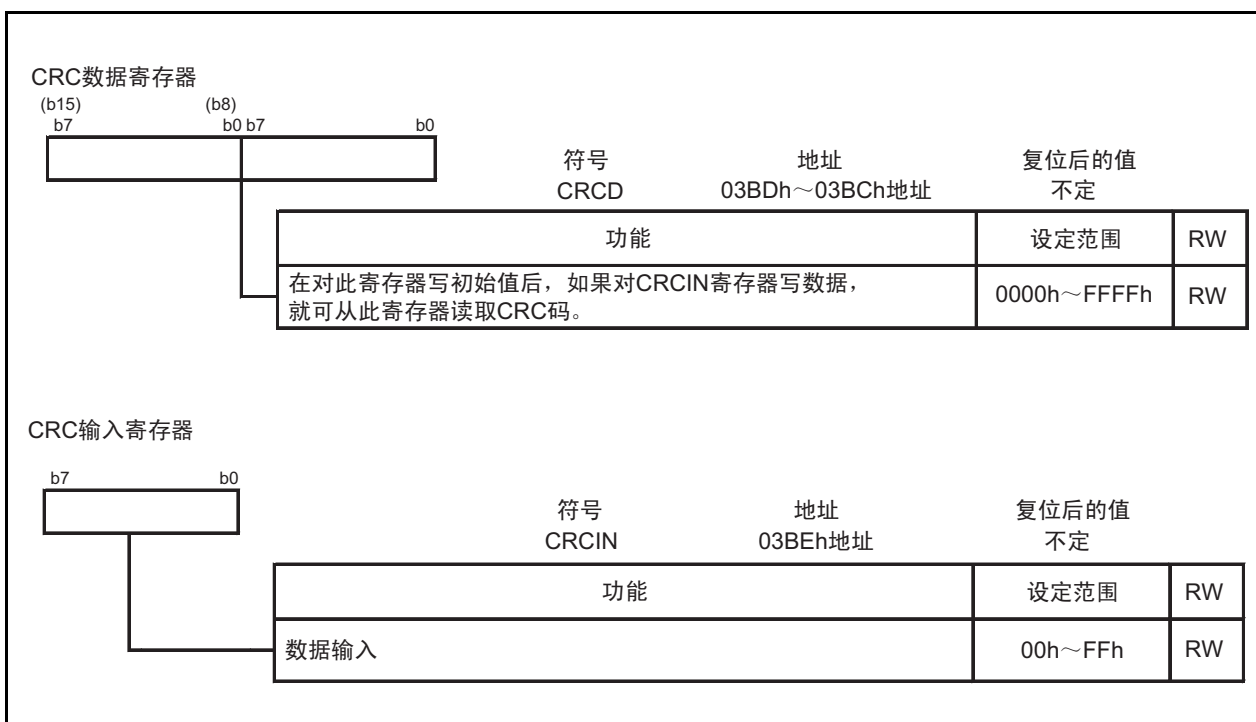 CRC数据寄存器
(b15) (b8)
b7 b0 b7 b0
符号 地址 复位后的值
CRCD 03BDh～03BCh地址 不定
功能 设定范围 RW
在对此寄存器写初始值后，如果对CRCIN寄存器写数据， 0000h～FFFFh RW
就可从此寄存器读取CRC码。
CRC输入寄存器
b7 b0
符号 地址 复位后的值
CRCIN 03BEh地址 不定
功能 设定范围 RW
数据输入 00h～FFh RW